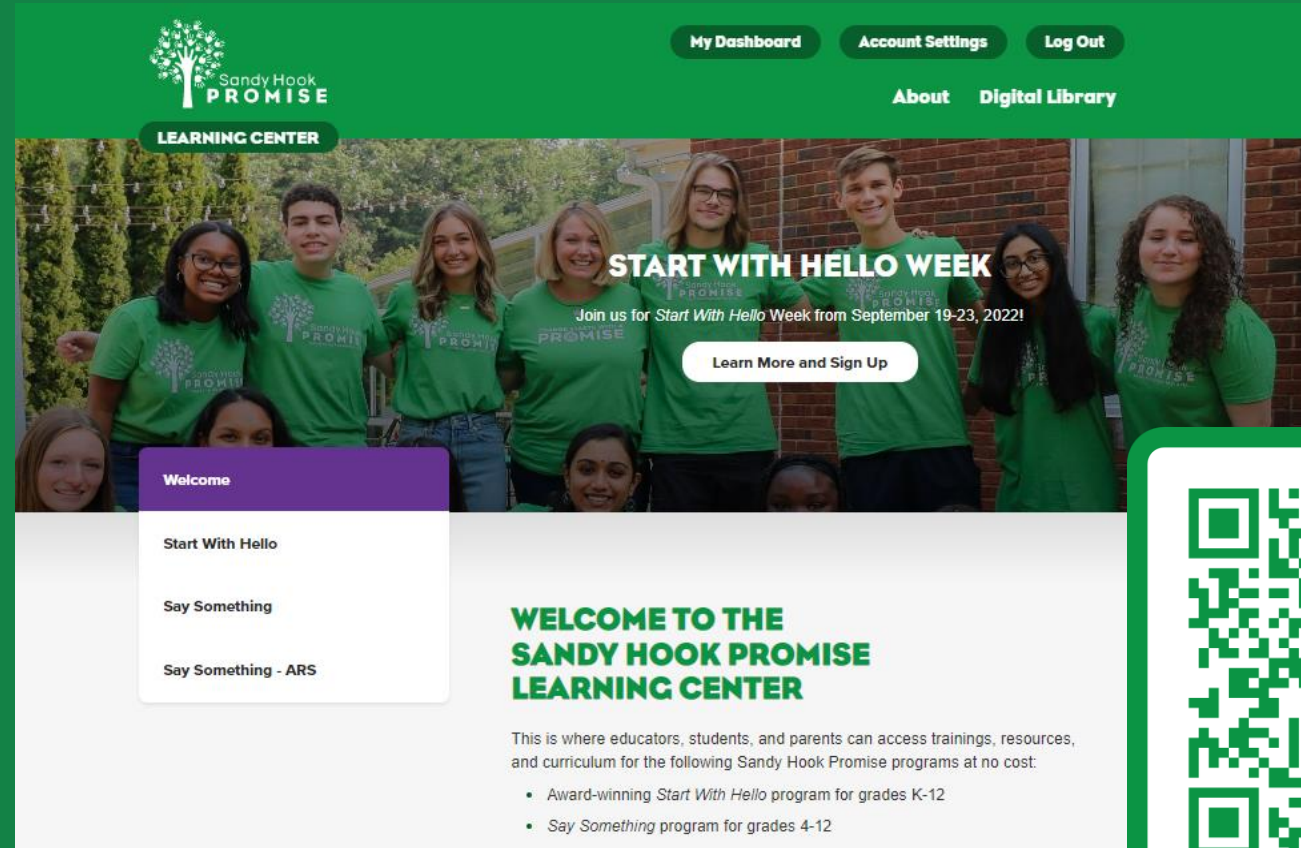 My Dashboard
Account Settings
Log Out
Sandy Hook
PROMISE
About
Digital Library
LEARNING CENTER
START WITH HELLO WEEK
Join us for Start With Hello Week from September 19-23, 2022!
Learn More and Sign Up
Welcome
Start With Hello
Say Something
Say Something - ARS
WELCOME TO THE
SANDY HOOK PROMISE
LEARNING CENTER
This is where educators, students, and parents can access trainings, resources,
and curriculum for the following Sandy Hook Promise programs at no cost:
• Award-winning Start With Hello program for grades K-12
• Say Something program for grades 4-12